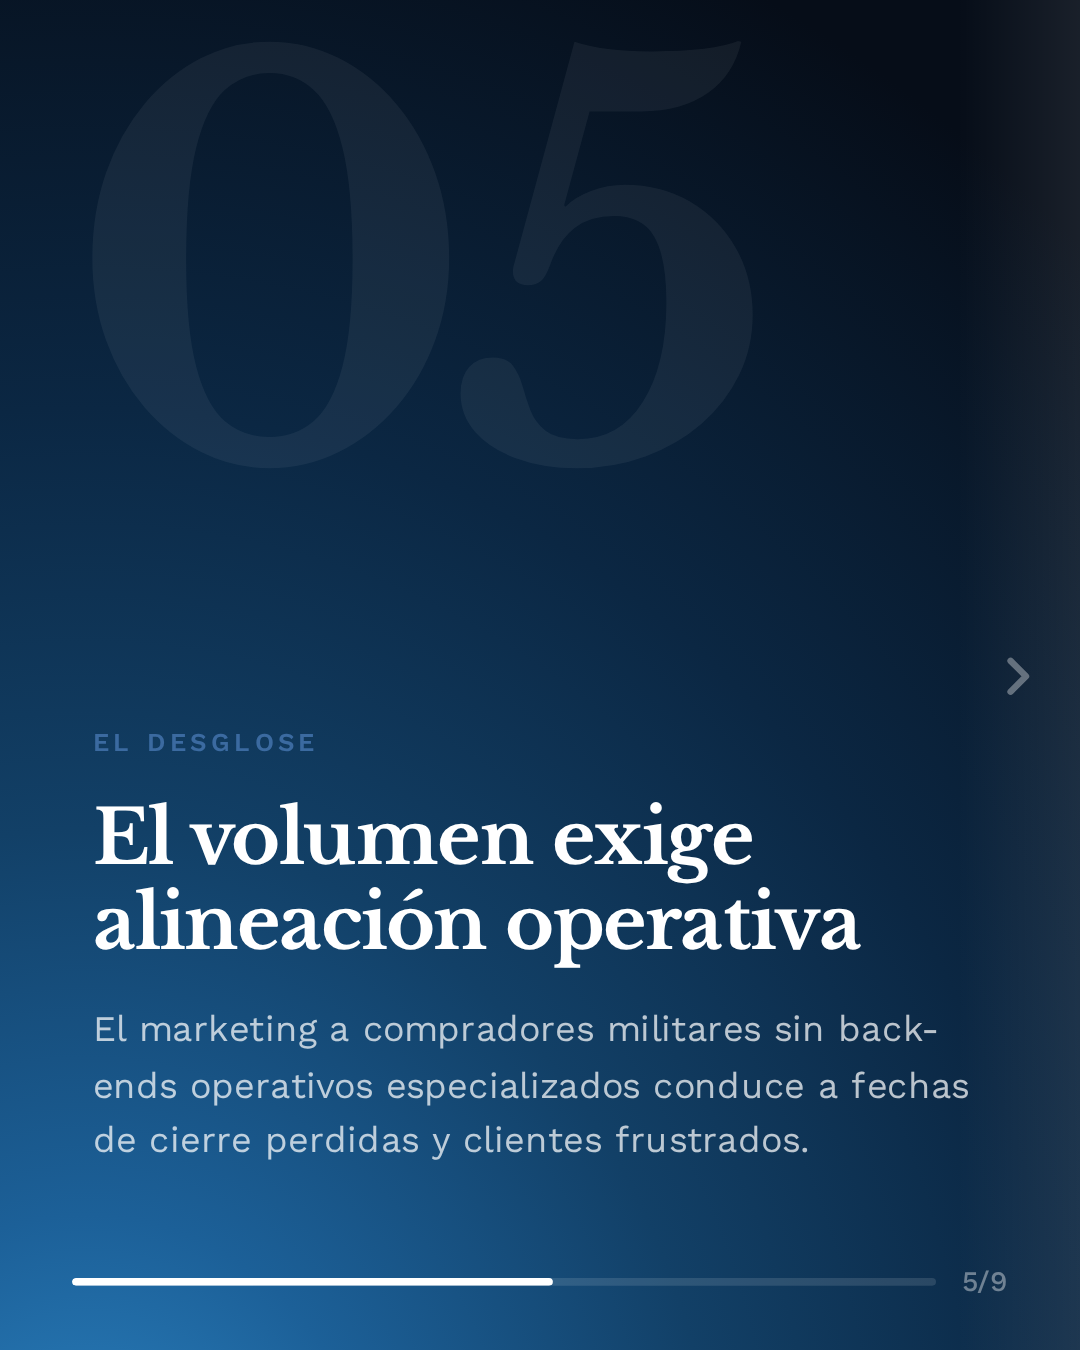 05
EL DESGLOSE
El volumen exige
alineación operativa
El marketing a compradores militares sin back-
ends operativos especializados conduce a fechas
de cierre perdidas y clientes frustrados.
5/9